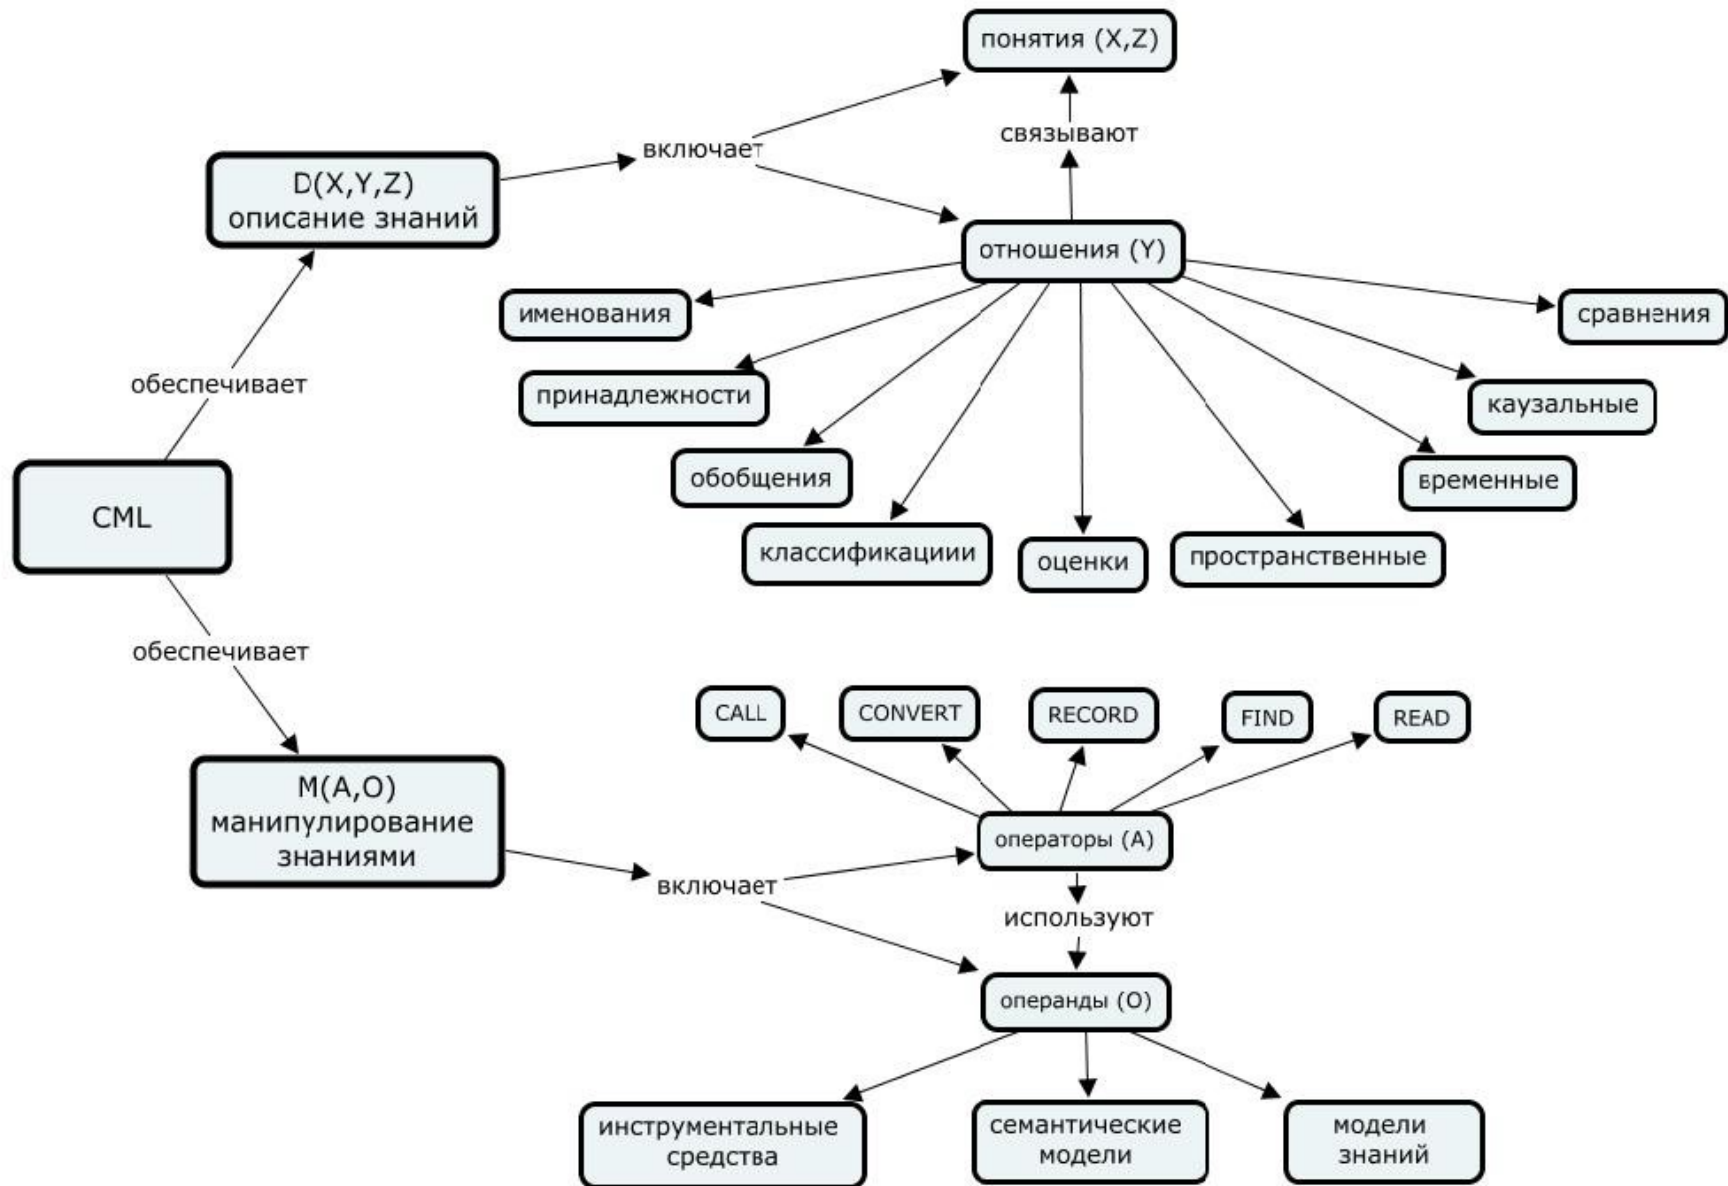 понятия (X,Z)
связывают
включает
D(X,Y,Z)
описание знаний
отношения (Y)
именования
сравнения
принадлежности
каузальные
обеспечивает
обобщения
временные
CML
классификациии
оценки
пространственные
обеспечивает
CALL
CONVERT
RECORD
FIND
READ
M(A,O)
манипулирование
знаниями
операторы (A)
включает
используют
операнды (O)
инструментальные
средства
семантические
модели
модели
знаний